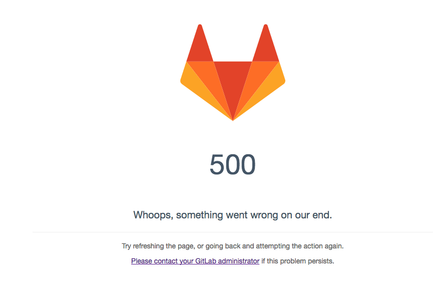 500
Whoops, something went wrong on our end.
Try refreshing the page, or going back and attempting the action again.
Please contact your GitLab administrator if this problem persists.